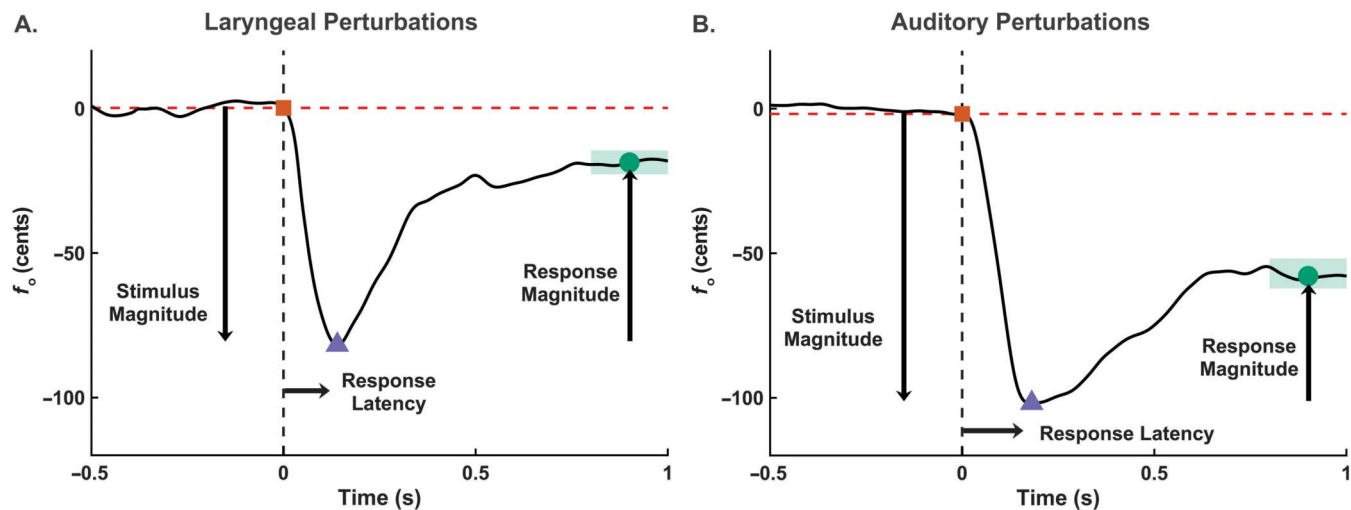 A.
Laryngeal Perturbations
0
−50
−100
fo (cents)
Stimulus
Magnitude
Response
Magnitude
Response
Latency
−0.5
0
0.5
1
Time (s)
B.
Auditory Perturbations
0
−50
−100
fo (cents)
Stimulus
Magnitude
Response
Magnitude
Response Latency
−0.5
0
0.5
1
Time (s)